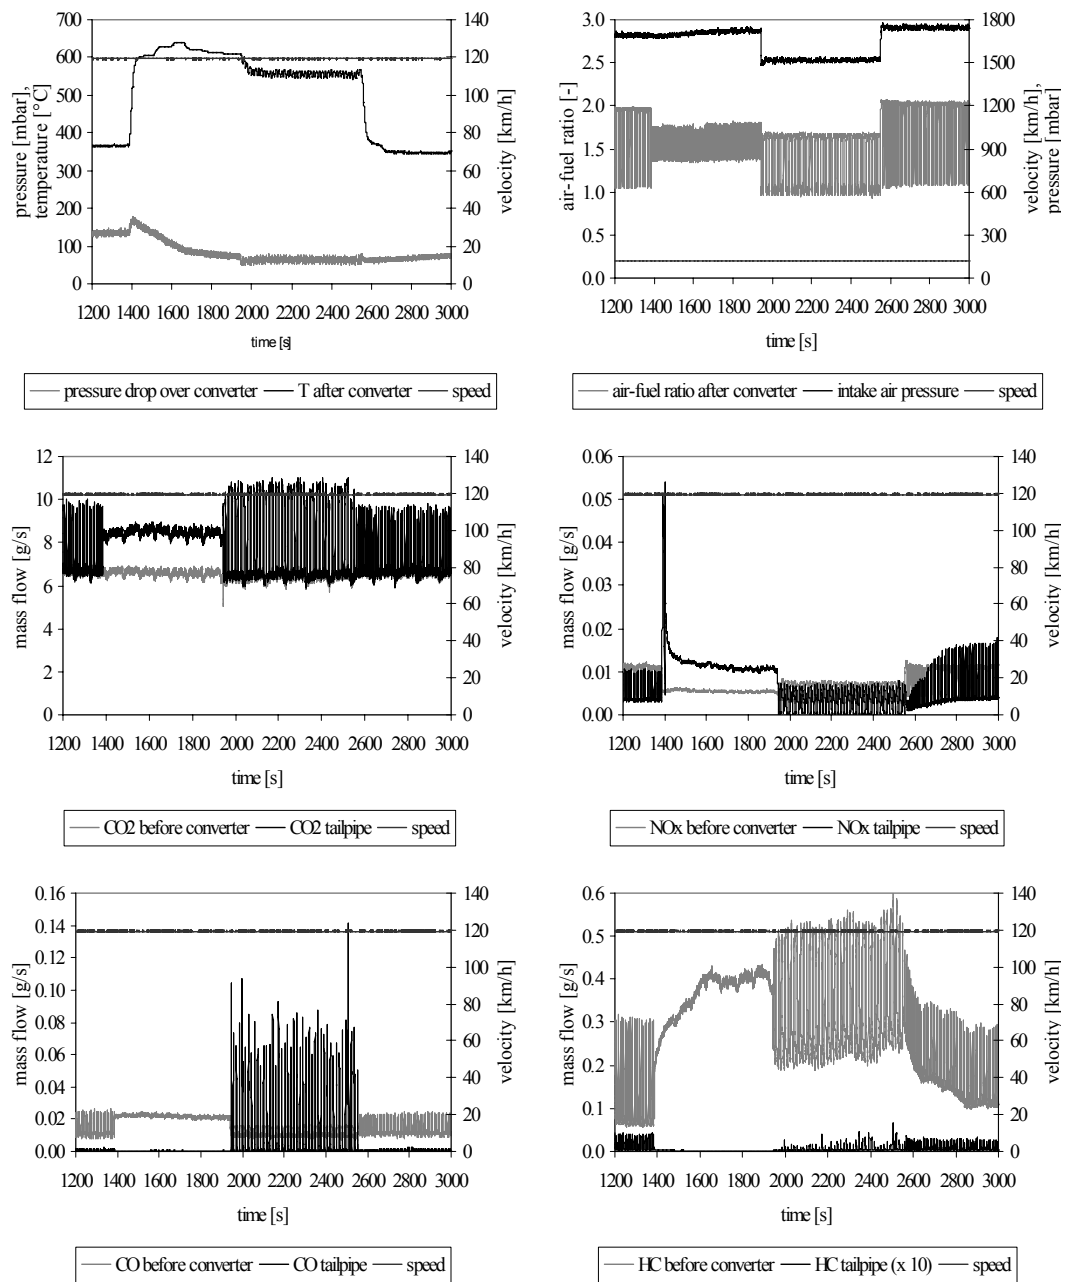 700
600
500
400
300
200
100
0
pressure [mbar],
temperature [°C]
140
120
100
80
60
40
20
0
velocity [km/h]
1200 1400 1600 1800 2000 2200 2400 2600 2800 3000
time [s]
pressure drop over converter T after converter speed
3.0
2.5
2.0
1.5
1.0
0.5
0.0
air-fuel ratio [-]
1800
1500
1200
900
600
300
0
velocity [km/h],
pressure [mbar]
1200 1400 1600 1800 2000 2200 2400 2600 2800 3000
time [s]
air-fuel ratio after converter intake air pressure speed
12
10
8
6
4
2
0
mass flow [g/s]
140
120
100
80
60
40
20
0
velocity [km/h]
1200 1400 1600 1800 2000 2200 2400 2600 2800 3000
time [s]
CO2 before converter CO2 tailpipe speed
0.06
0.05
0.04
0.03
0.02
0.01
0.00
mass flow [g/s]
140
120
100
80
60
40
20
0
velocity [km/h]
1200 1400 1600 1800 2000 2200 2400 2600 2800 3000
time [s]
NOx before converter NOx tailpipe speed
0.16
0.14
0.12
0.10
0.08
0.06
0.04
0.02
0.00
mass flow [g/s]
140
120
100
80
60
40
20
0
velocity [km/h]
1200 1400 1600 1800 2000 2200 2400 2600 2800 3000
time [s]
CO before converter CO tailpipe speed
0.6
0.5
0.4
0.3
0.2
0.1
0.0
mass flow [g/s]
140
120
100
80
60
40
20
0
velocity [km/h]
1200 1400 1600 1800 2000 2200 2400 2600 2800 3000
time [s]
HC before converter HC tailpipe (x 10) speed